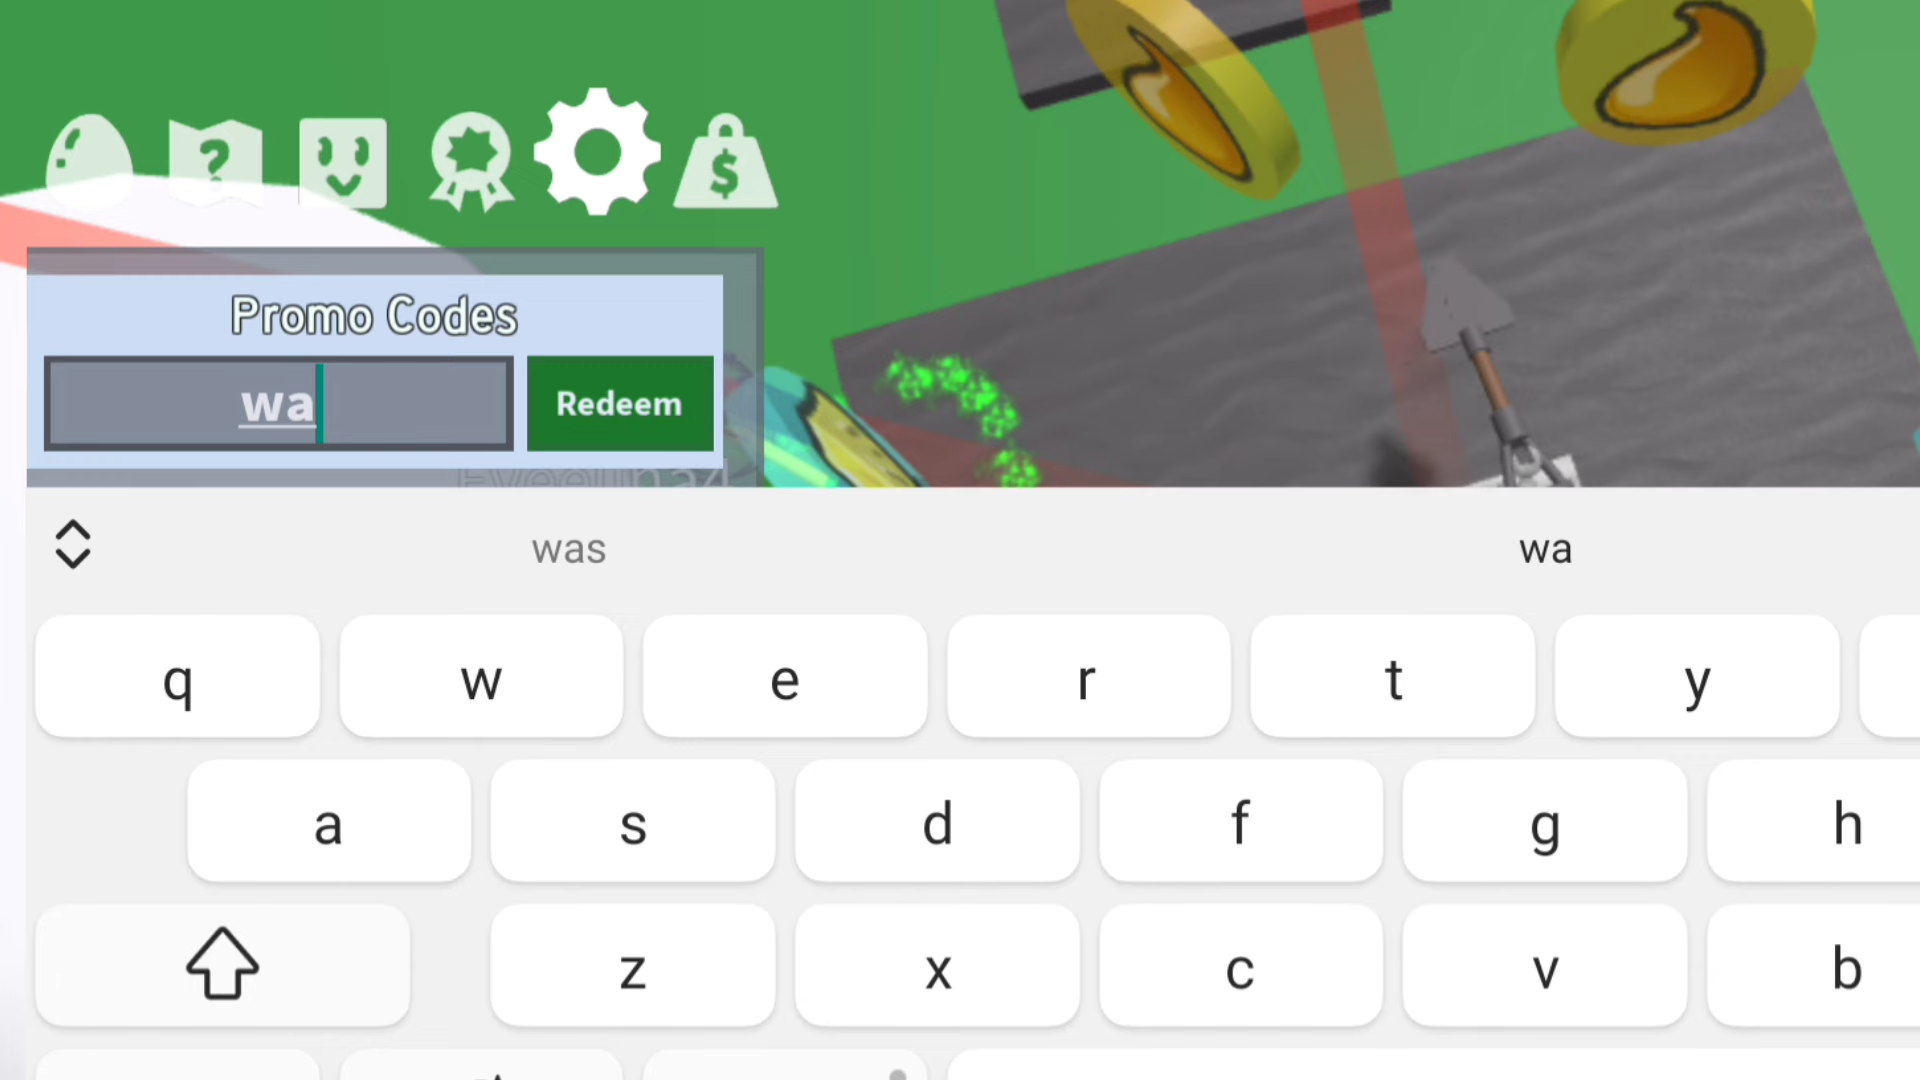 ?
$
Promo Codes
wa
Redeem
was
wa
q w e r t y
a s d f g h
z x c v b